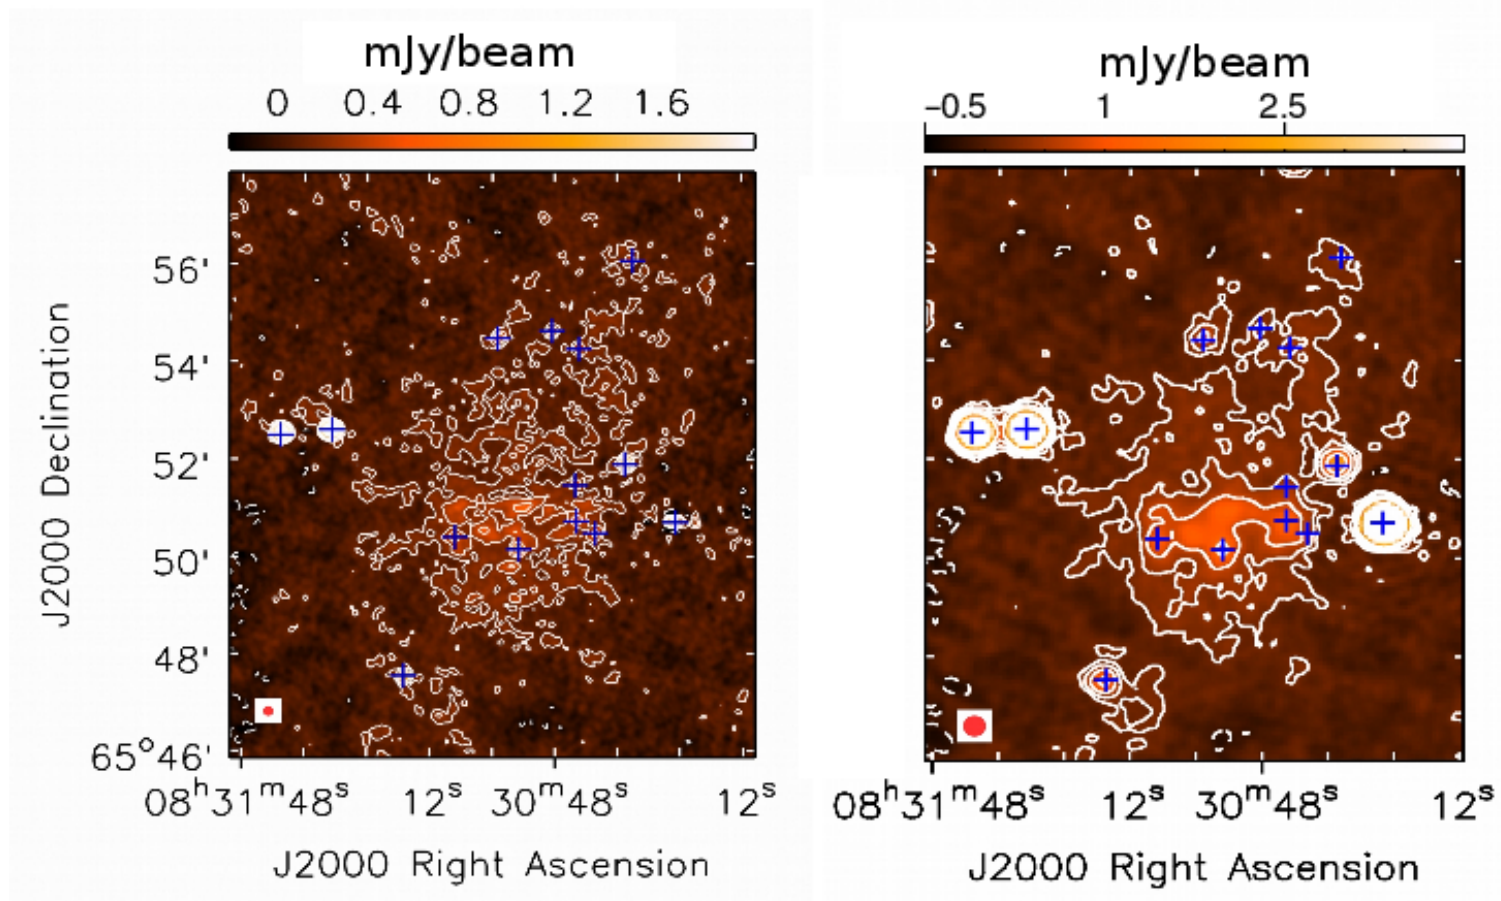 mJy/beam
0 0.4 0.8 1.2 1.6
J2000 Declination
56'
54'
52'
50'
48'
65°46'
08h31m48s 12s 30m48s 12s
J2000 Right Ascension
mJy/beam
−0.5 1 2.5
08h31m48s 12s 30m48s 12s
J2000 Right Ascension